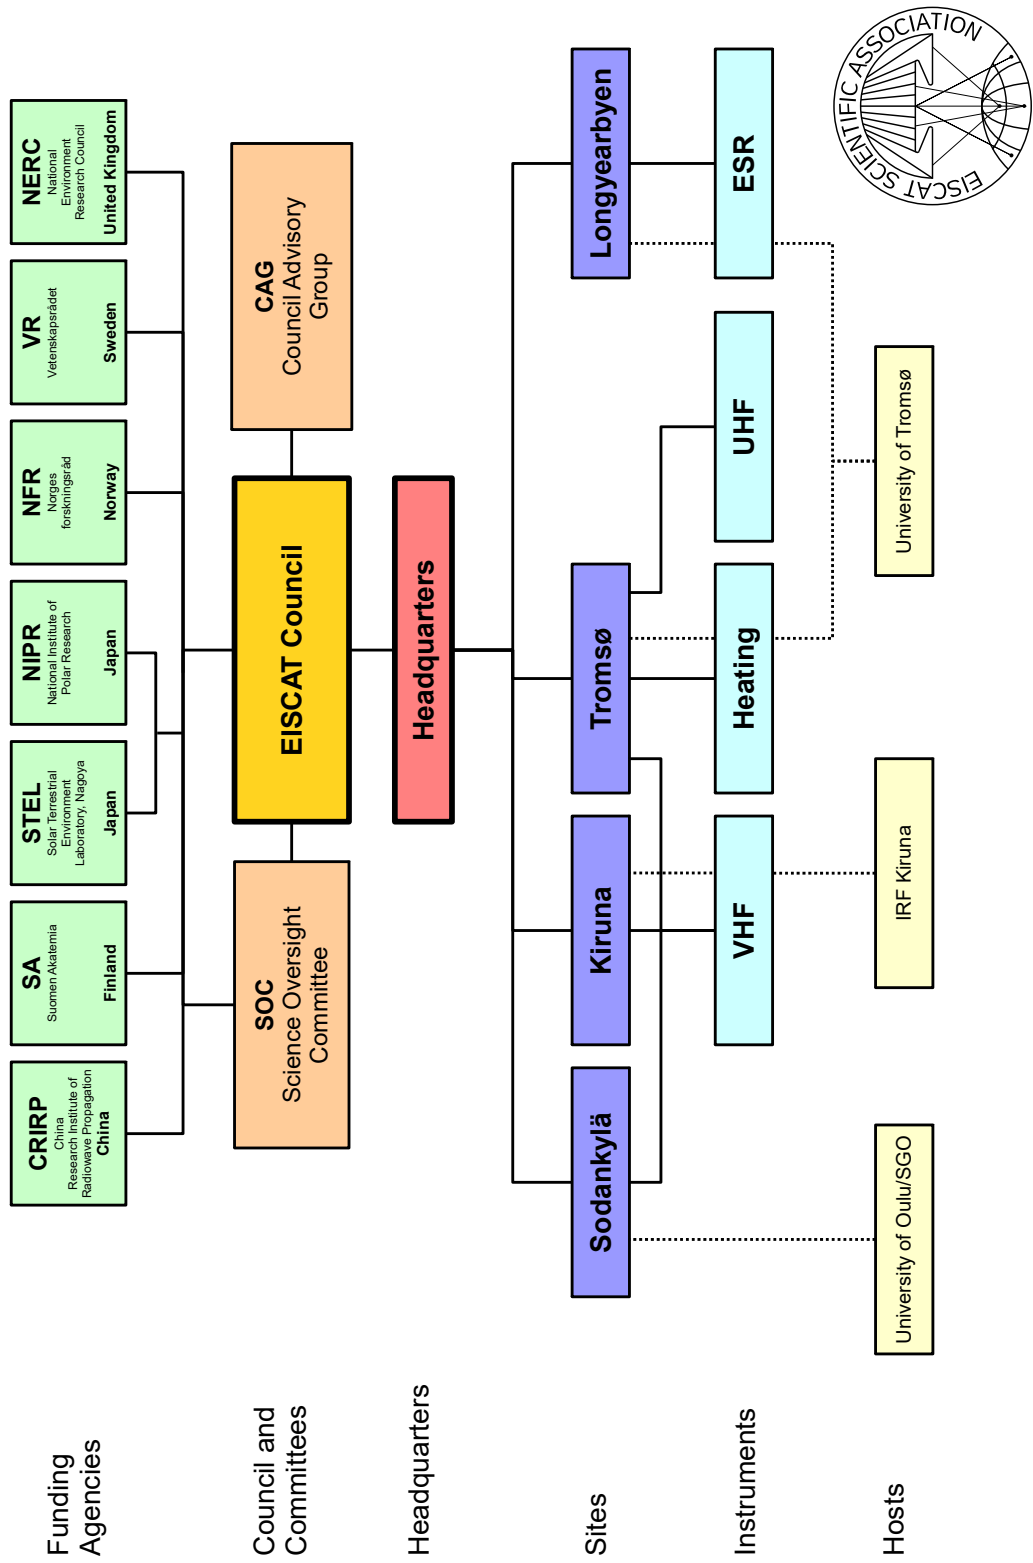 Funding
Agencies
CRIRP
China
Research Institute of
Radiowave Propagation
China
SA
Suomen Akatemia
Finland
STEL
Solar Terrestrial
Environment
Laboratory, Nagoya
Japan
NIPR
National Institute of
Polar Research
Japan
NFR
Norges
forskningsråd
Norway
VR
Vetenskapsrådet
Sweden
NERC
National
Environment
Research Council
United Kingdom
Council and
Committees
SOC
Science Oversight
Committee
EISCAT Council
CAG
Council Advisory
Group
Headquarters
Headquarters
Sites
Sodankylä
Kiruna
Tromsø
Longyearbyen
Instruments
VHF
Heating
UHF
ESR
Hosts
University of Oulu/SGO
IRF Kiruna
University of Tromsø
EISCAT SCIENTIFIC ASSOCIATION